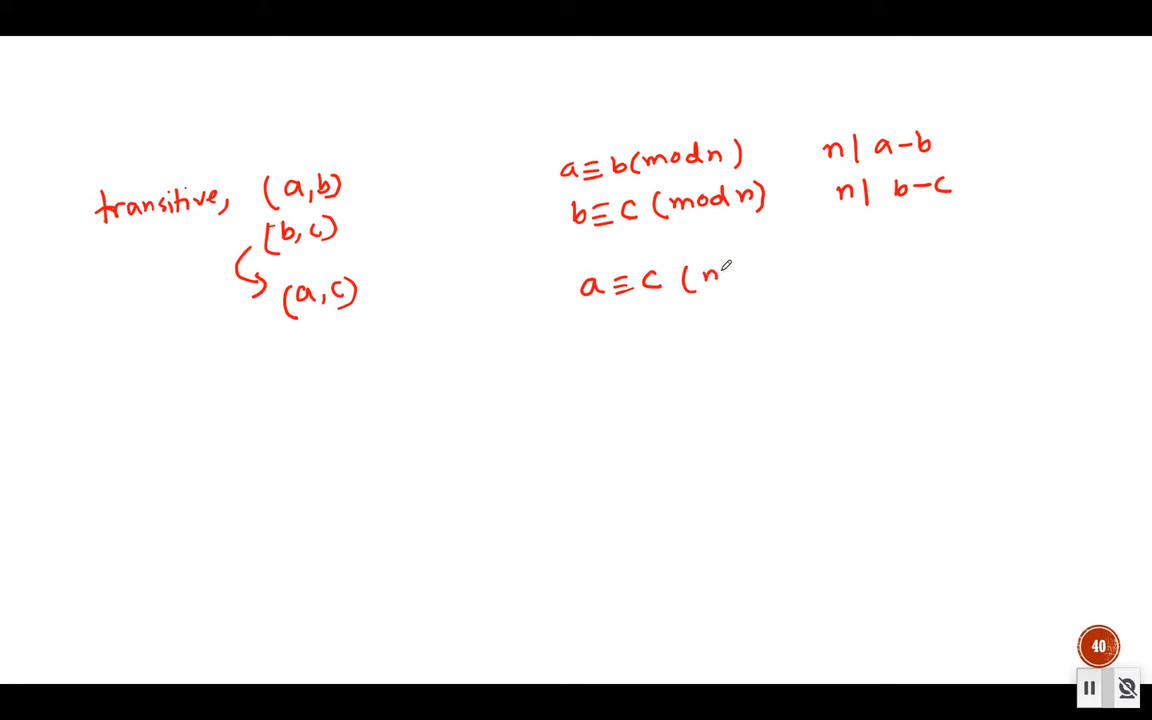 transitive, (a,b)
[b,c)
(a,c)
a≡b(mod n) n| a-b
b≡c (mod n) n| b-c
a≡c (n
40